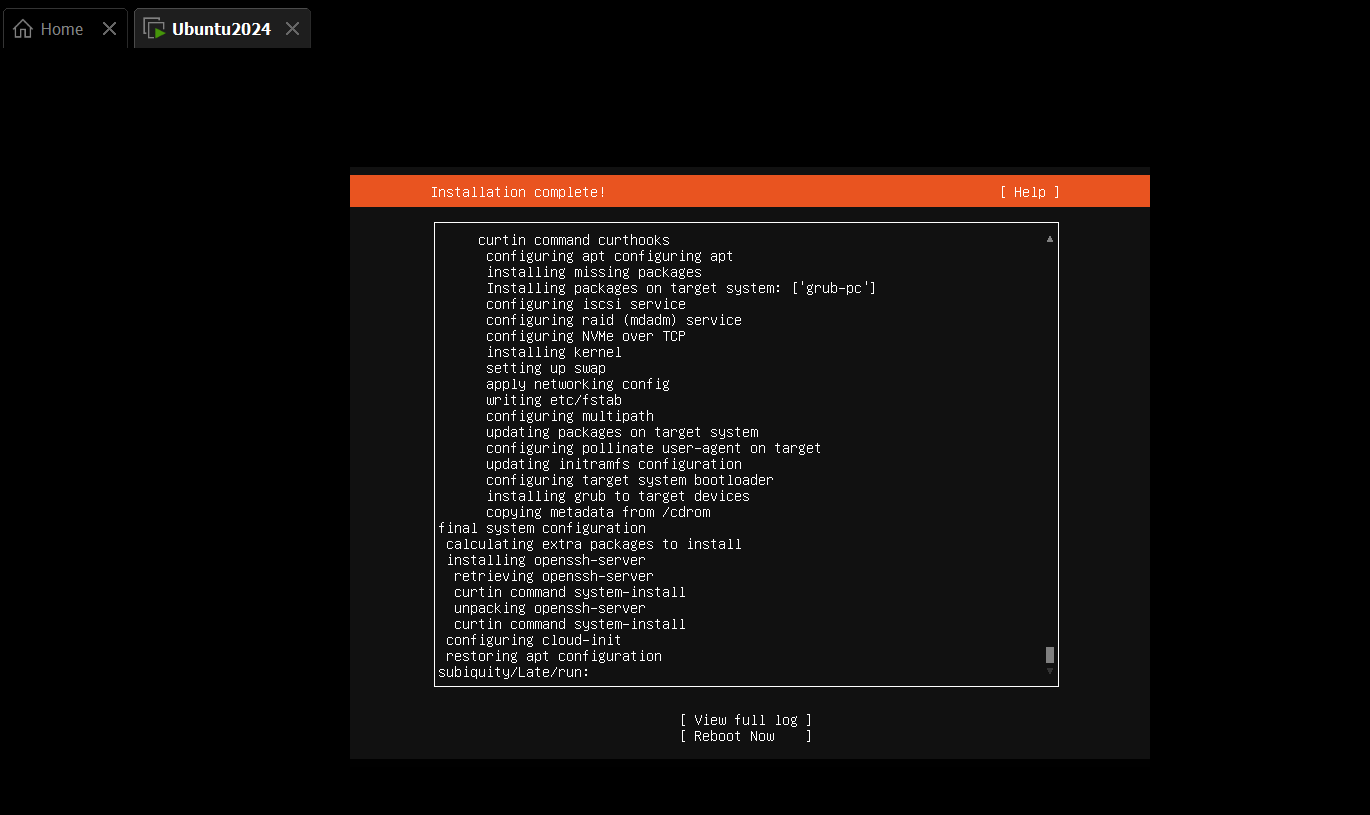 Home
Ubuntu2024
Installation complete!
[ Help ]
curtin command curthooks
configuring apt configuring apt
installing missing packages
Installing packages on target system: ['grub-pc']
configuring iscsi service
configuring raid (mdadm) service
configuring NVMe over TCP
installing kernel
setting up swap
apply networking config
writing etc/fstab
configuring multipath
updating packages on target system
configuring pollinate user-agent on target
updating initramfs configuration
configuring target system bootloader
installing grub to target devices
copying metadata from /cdrom
final system configuration
calculating extra packages to install
installing openssh-server
retrieving openssh-server
curtin command system-install
unpacking openssh-server
curtin command system-install
configuring cloud-init
restoring apt configuration
subiquity/Late/run:
[ View full log ]
[ Reboot Now    ]